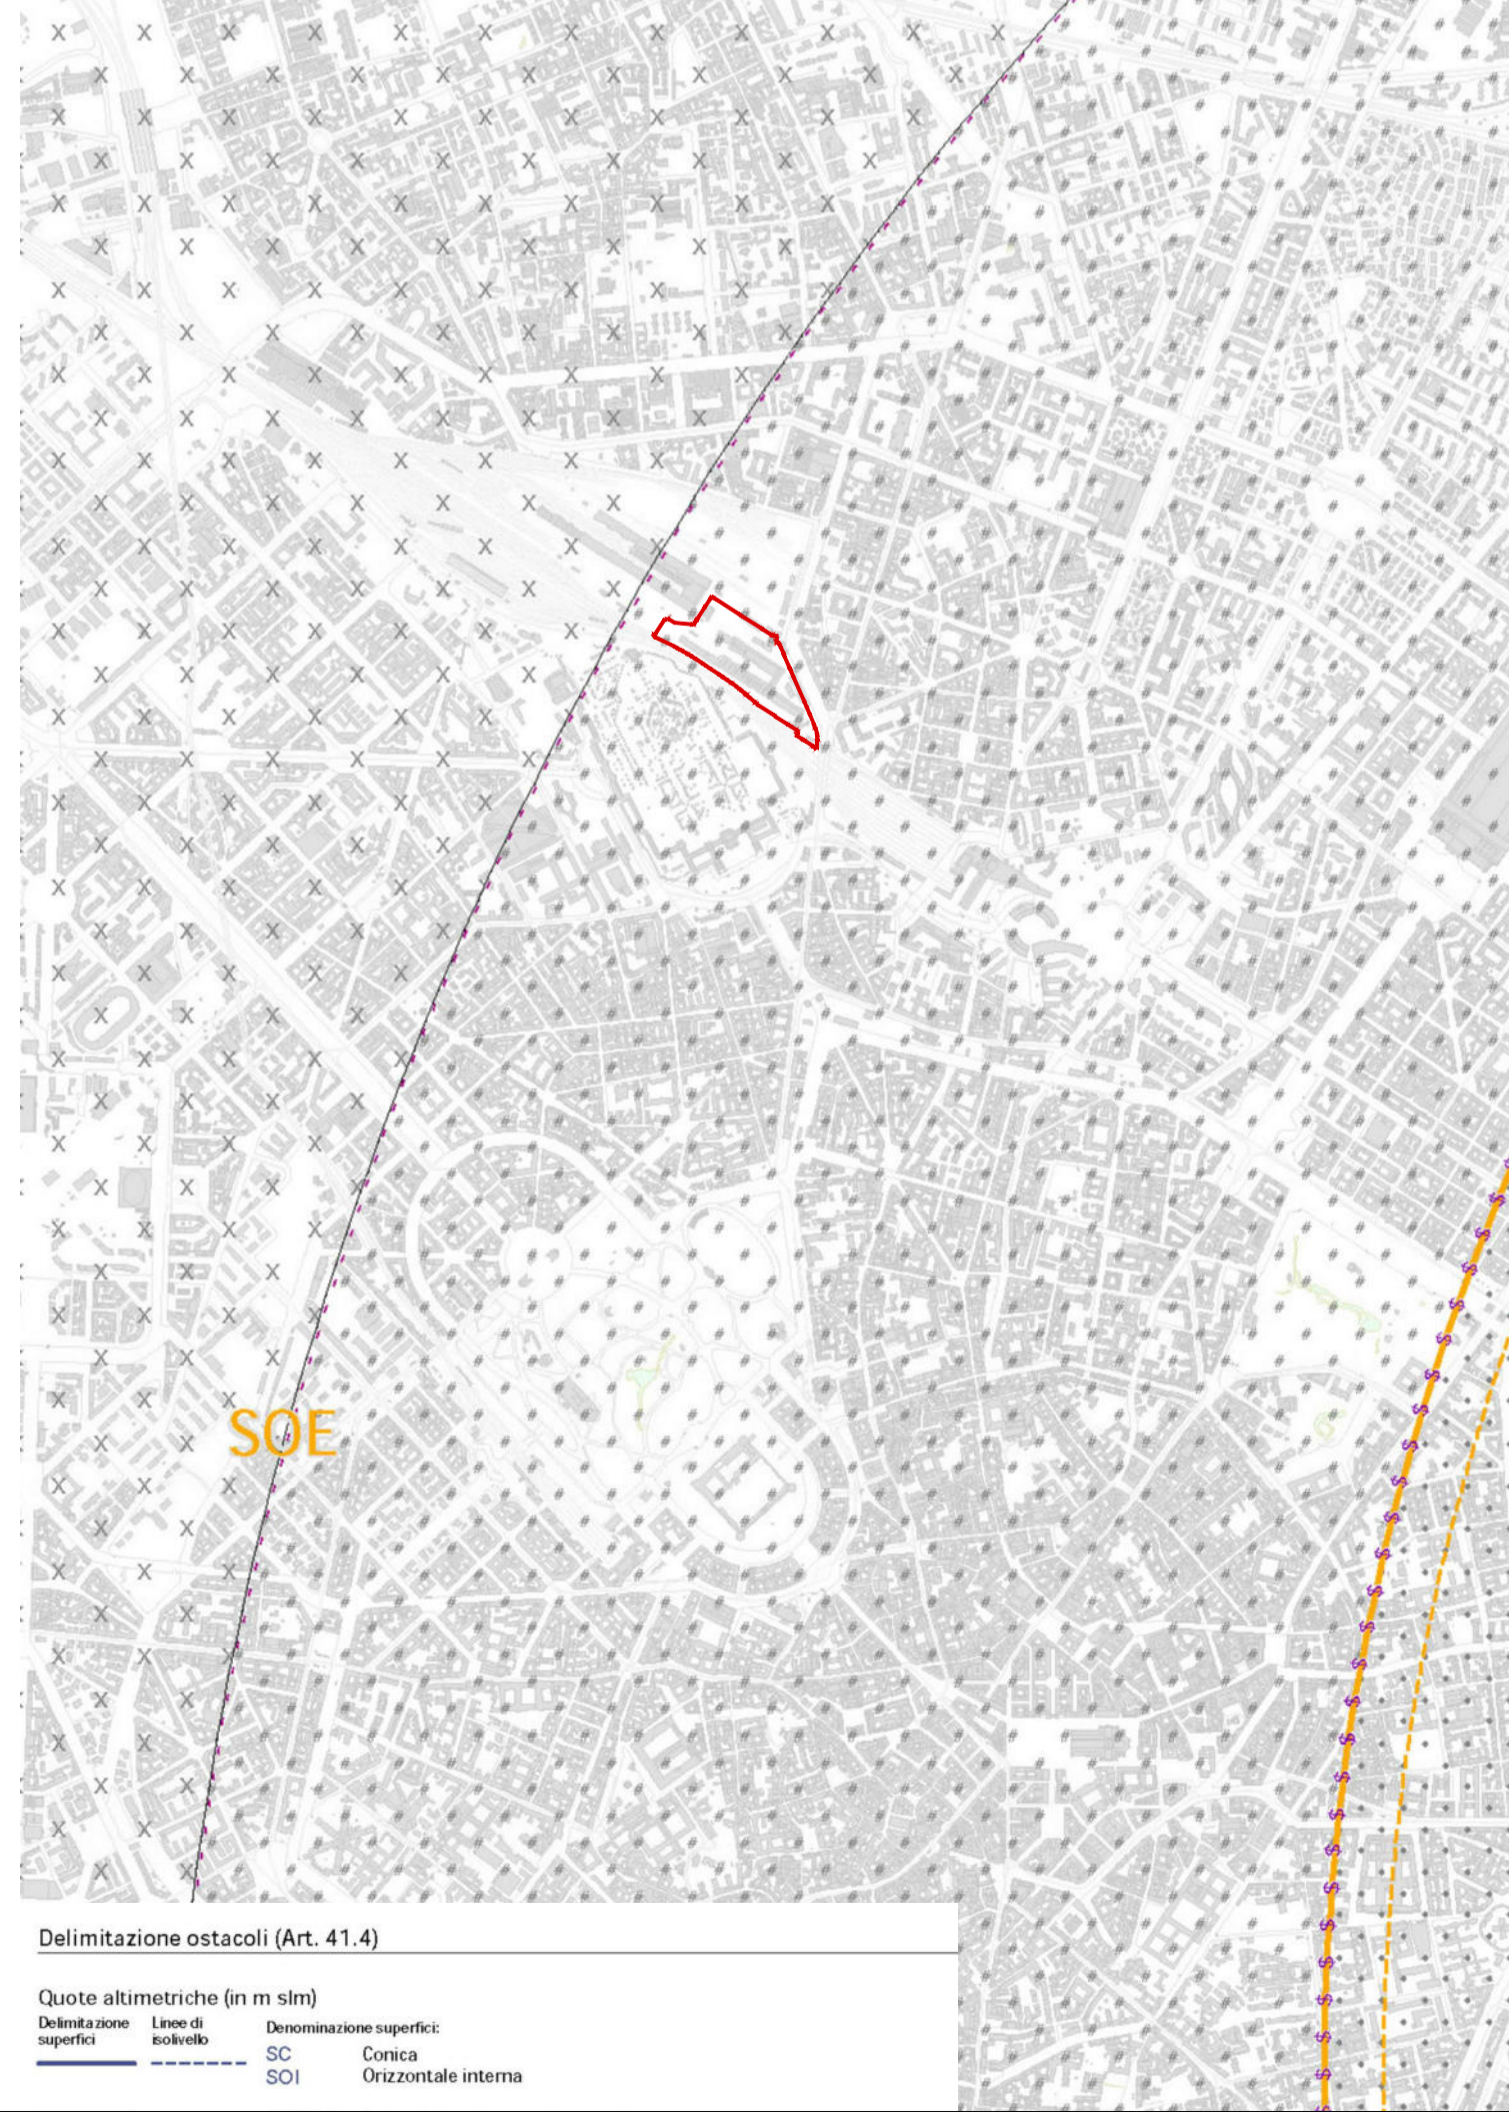 SOE
Delimitazione ostacoli (Art. 41.4)
Quote altimetriche (in m slm)
Delimitazione superfici
Linee di isolivello
Denominazione superfici:
SC Conica
SOI Orizzontale interna